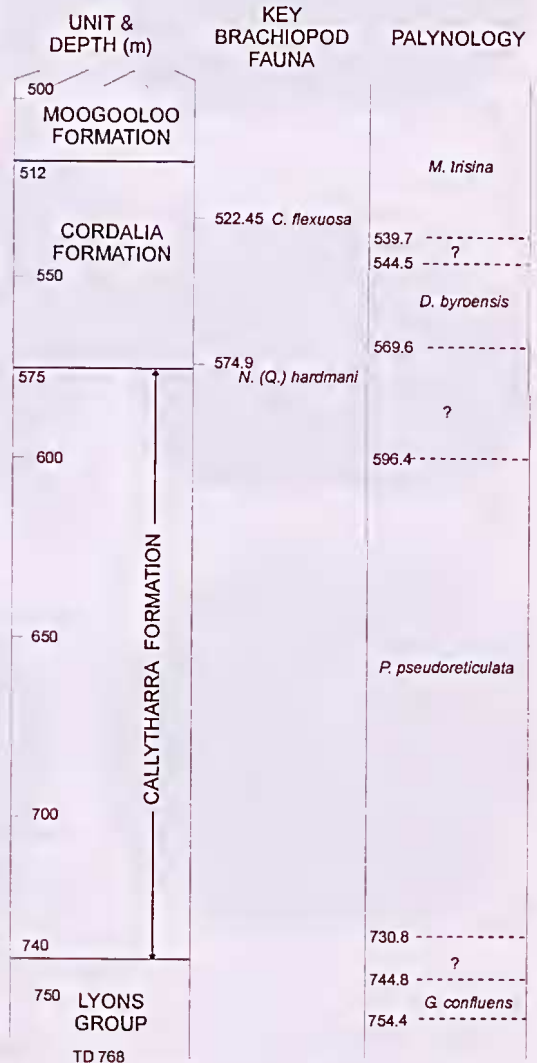 UNIT &
DEPTH (m)
KEY
BRACHIOPOD
FAUNA
PALYNOLOGY
500
MOOGOOLOO
FORMATION
512
CORDALIA
FORMATION
550
575
600
650
700
740
750
LYONS
GROUP
TD 768
CALLYTHARRA FORMATION
522.45 C. flexuosa
574.9
N. (Q.) hardmani
M. trisina
539.7
?
544.5
D. byroensis
569.6
?
596.4
P. pseudoreticulata
730.8
?
744.8
G. confluens
754.4